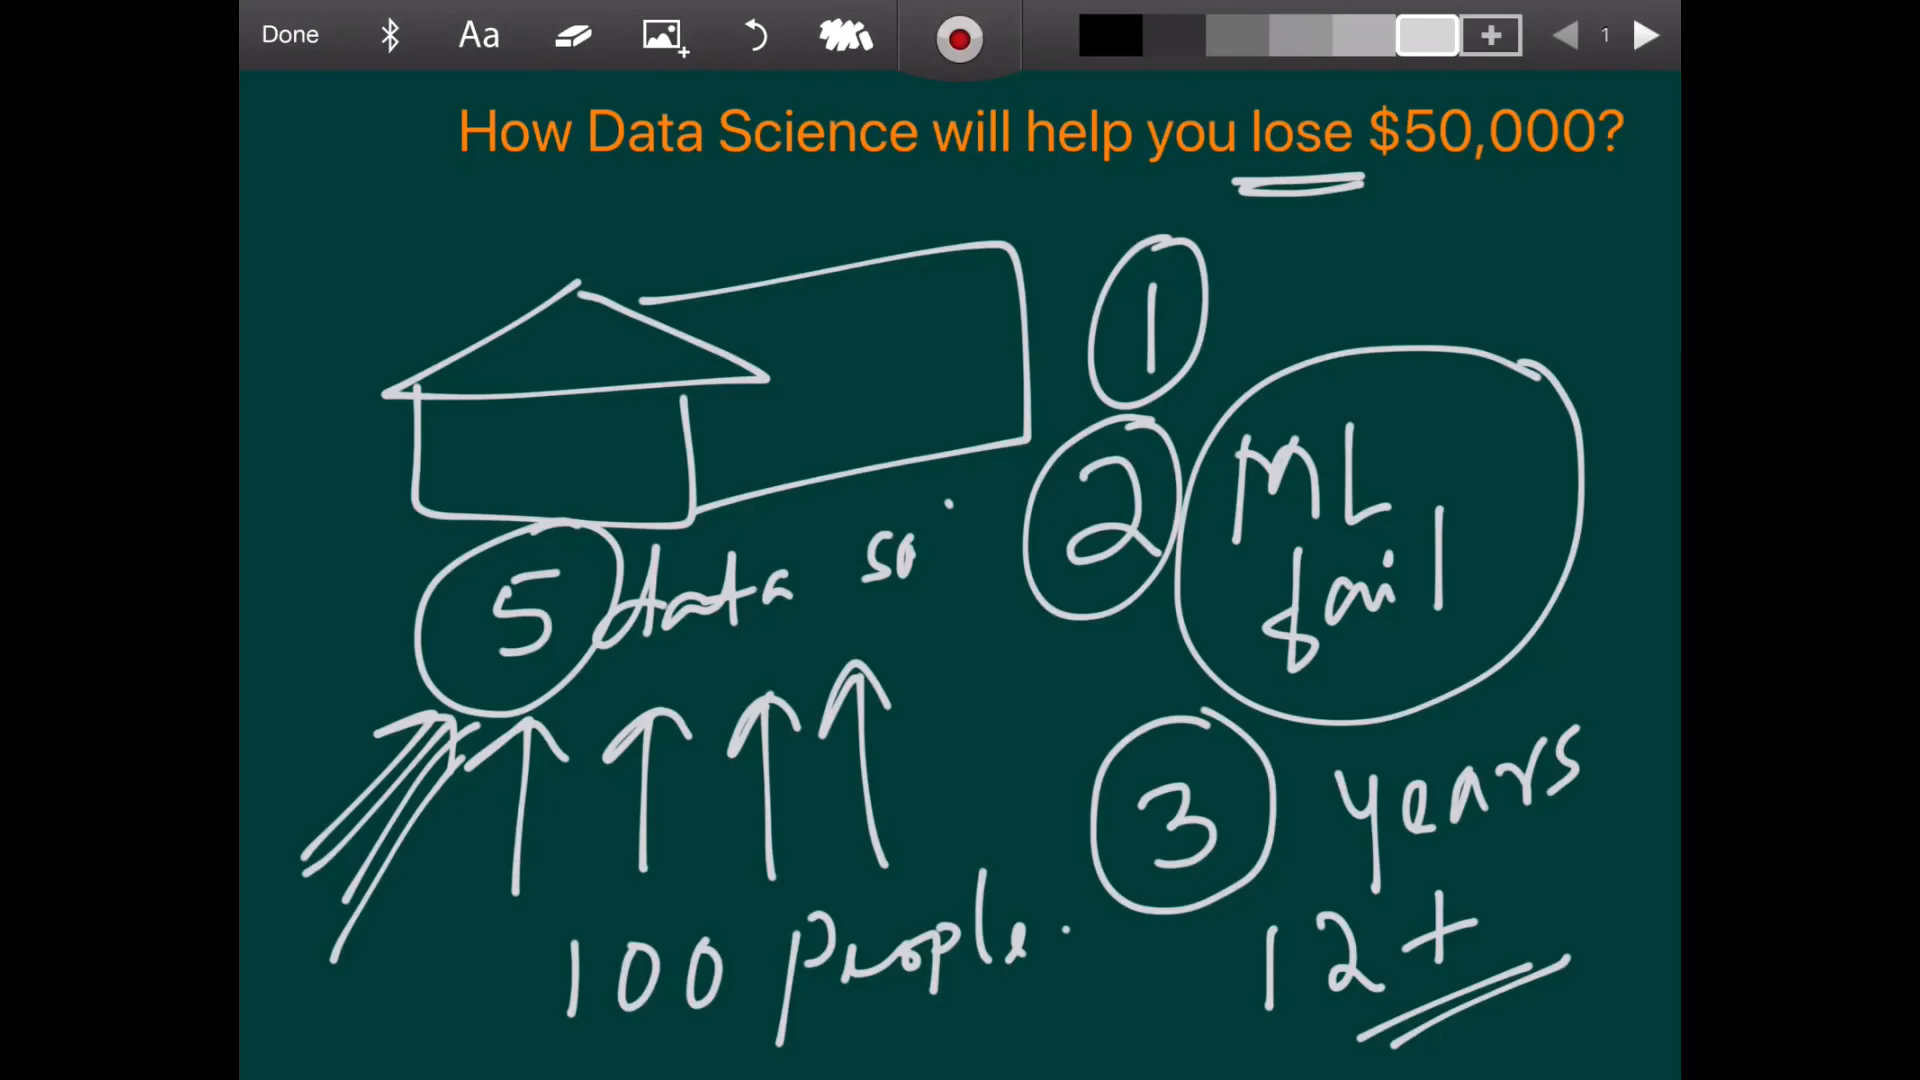 Done
Aa
1
How Data Science will help you lose $50,000?
1
2
ML
fail
5 data so
3 years
12+
100 people.